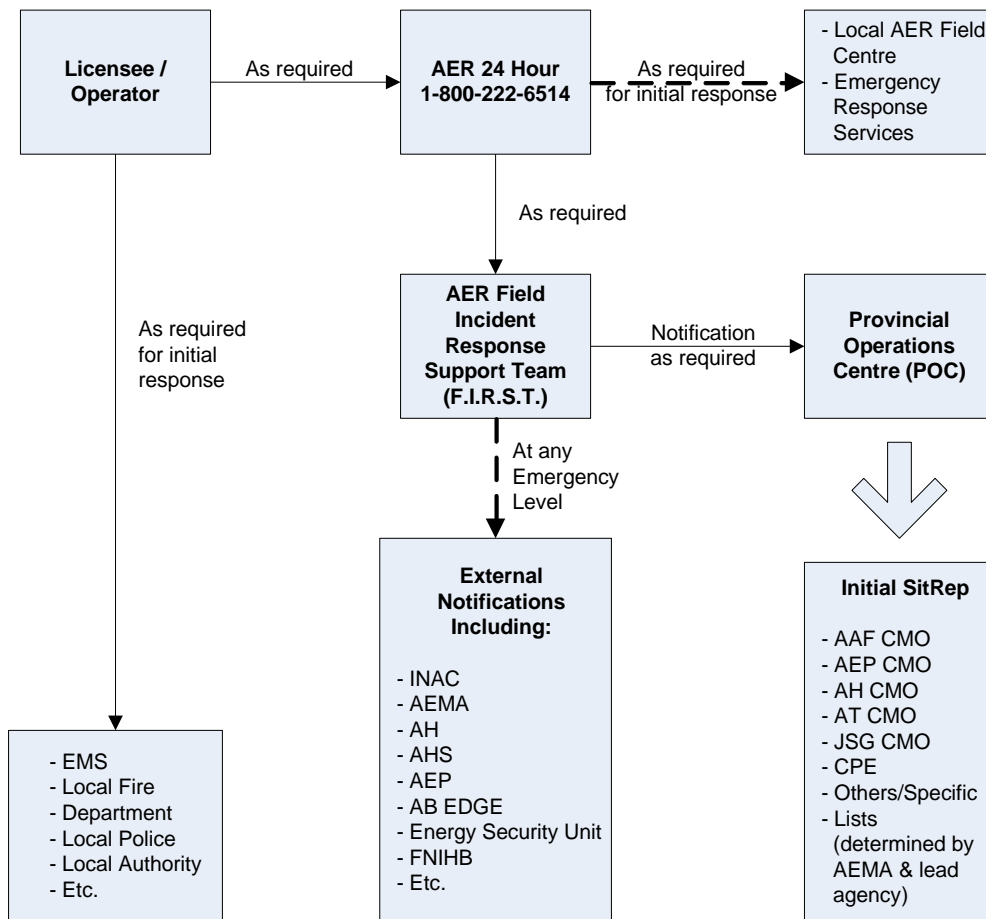 Licensee /
Operator
As required
AER 24 Hour
1-800-222-6514
As required
for initial response
- Local AER Field
Centre
- Emergency
Response
Services
As required
As required
for initial
response
AER Field
Incident
Response
Support Team
(F.I.R.S.T.)
Notification
as required
Provincial
Operations
Centre (POC)
At any
Emergency
Level
External
Notifications
Including:
- INAC
- AEMA
- AH
- AHS
- AEP
- AB EDGE
- Energy Security Unit
- FNIHB
- Etc.
Initial SitRep
- AAF CMO
- AEP CMO
- AH CMO
- AT CMO
- JSG CMO
- CPE
- Others/Specific
- Lists
(determined by
AEMA & lead
agency)
- EMS
- Local Fire
- Department
- Local Police
- Local Authority
- Etc.